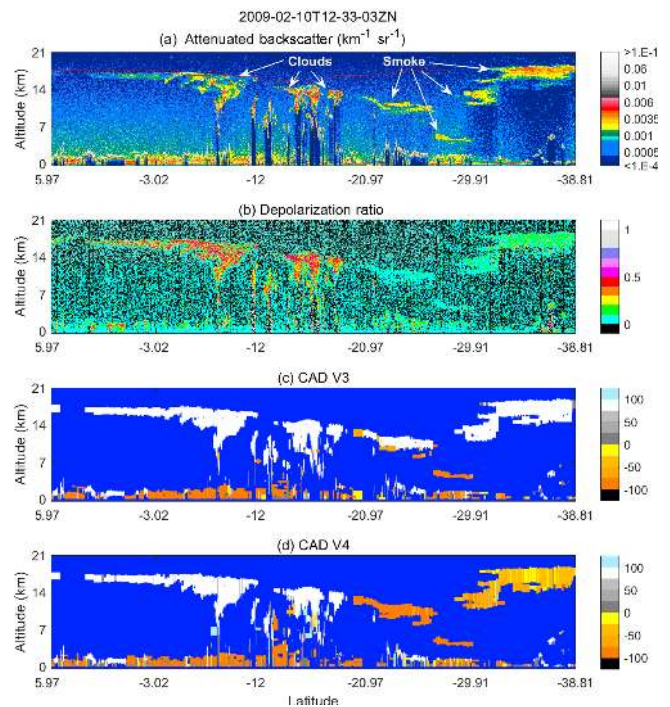 2009-02-10T12-33-03ZN
(a) Attenuated backscatter (km⁻¹ sr⁻¹)
Altitude (km)
21
14
7
0
Clouds
Smoke
>1.E-1
0.06
0.01
0.006
0.0035
0.001
0.0005
<1.E-4
5.97 -3.02 -12 -20.97 -29.91 -38.81
(b) Depolarization ratio
Altitude (km)
21
14
7
0
1
0.5
0
5.97 -3.02 -12 -20.97 -29.91 -38.81
(c) CAD V3
Altitude (km)
21
14
7
0
100
50
0
-50
-100
5.97 -3.02 -12 -20.97 -29.91 -38.81
(d) CAD V4
Altitude (km)
21
14
7
0
100
50
0
-50
-100
5.97 -3.02 -12 -20.97 -29.91 -38.81
Latitude